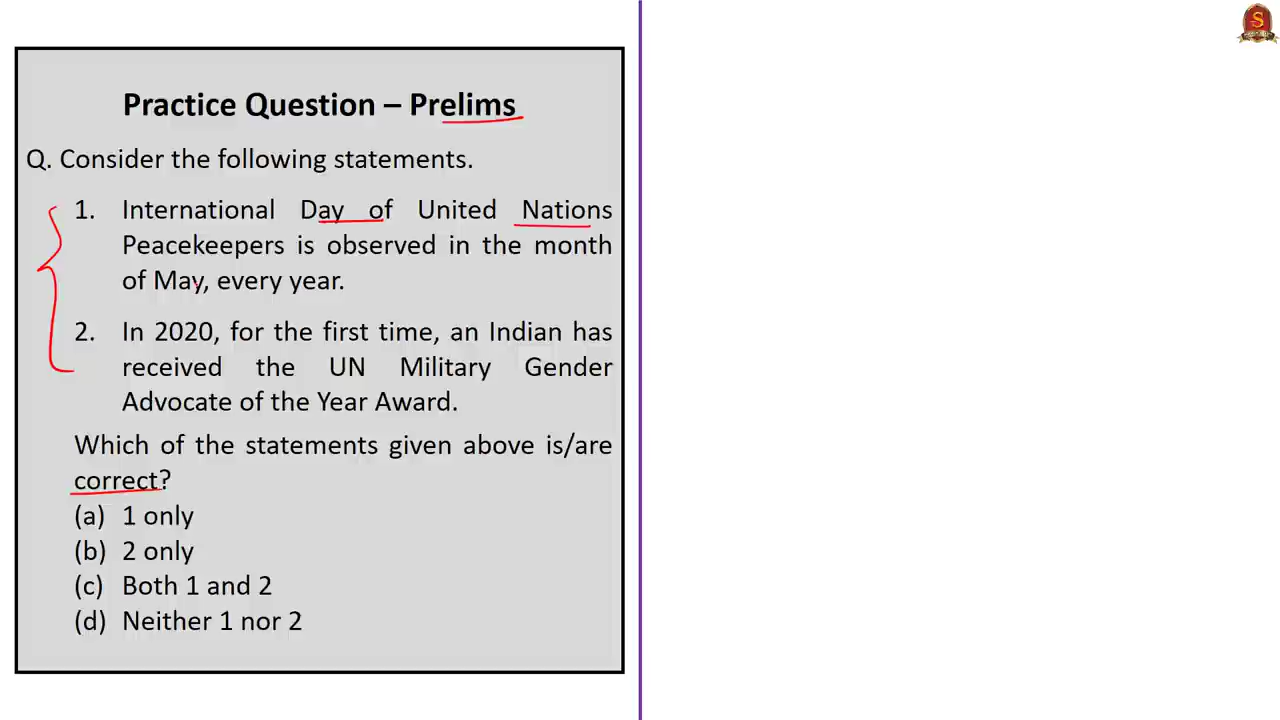 Practice Question – Prelims
Q. Consider the following statements.
1. International Day of United Nations
Peacekeepers is observed in the month
of May, every year.
2. In 2020, for the first time, an Indian has
received the UN Military Gender
Advocate of the Year Award.
Which of the statements given above is/are
correct?
(a) 1 only
(b) 2 only
(c) Both 1 and 2
(d) Neither 1 nor 2
S